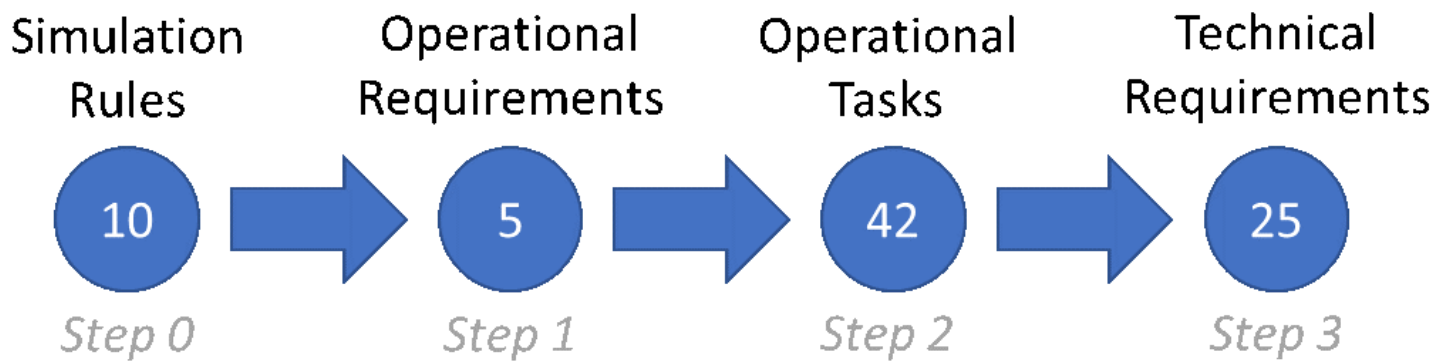 Simulation
Rules
Operational
Requirements
Operational
Tasks
Technical
Requirements
10
5
42
25
Step 0
Step 1
Step 2
Step 3